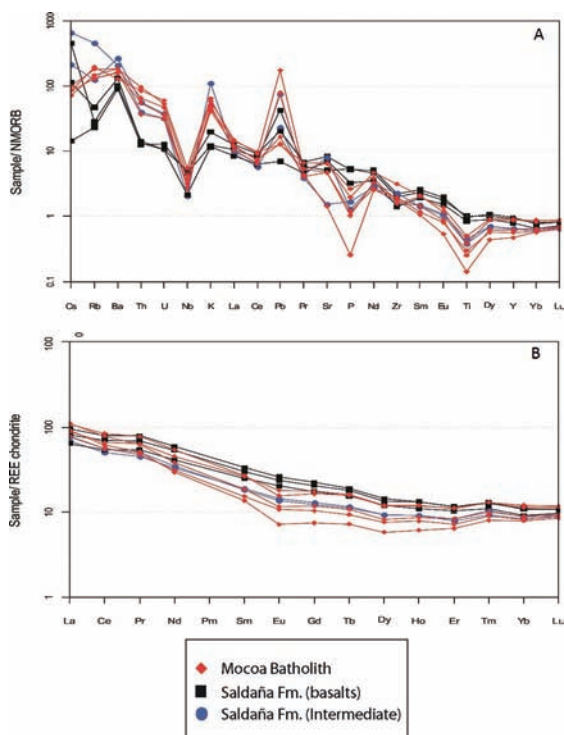 A
1000
100
10
1
0.1
Sample/ NMORB
Cs Rb Ba Th U Nb K La Ce Pb Pr Sr P Nd Zr Sm Eu Ti Dy Y Yb Lu
B
100
100
10
1
Sample/ REE chondrite
La Ce Pr Nd Pm Sm Eu Gd Tb Dy Ho Er Tm Yb Lu
Mocoa Batholith
Saldaña Fm. (basalts)
Saldaña Fm. (Intermediate)